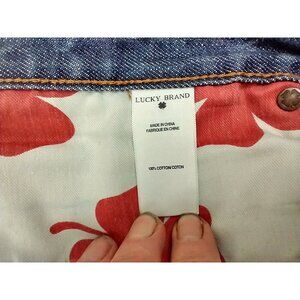 LUCKY BRAND
MADE IN CHINA
FABRIQUE EN CHINE
100% COTTON/COTON